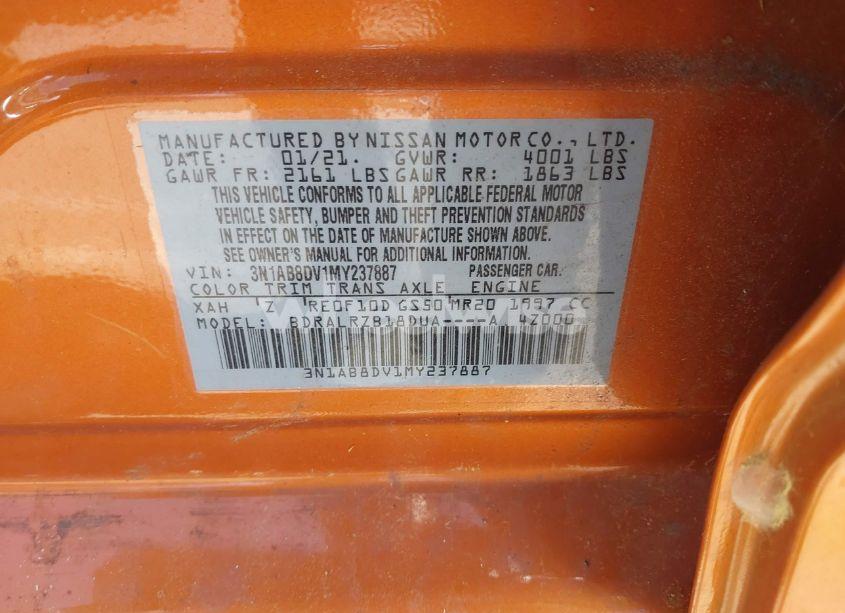 MANUFACTURED BY NISSAN MOTOR CO., LTD.
DATE: 01/21. GVWR: 4001 LBS
GAWR FR: 2161 LBS GAWR RR: 1863 LBS
THIS VEHICLE CONFORMS TO ALL APPLICABLE FEDERAL MOTOR
VEHICLE SAFETY, BUMPER AND THEFT PREVENTION STANDARDS
IN EFFECT ON THE DATE OF MANUFACTURE SHOWN ABOVE.
SEE OWNER'S MANUAL FOR ADDITIONAL INFORMATION.
VIN: 3N1AB8DV1MY237887 PASSENGER CAR.
COLOR TRIM TRANS AXLE ENGINE
XAH Z RE0F10D GS50 MR20 1997 CC
MODEL: BDRALRZB18DUA----A 4Z000
3N1AB8DV1MY237887